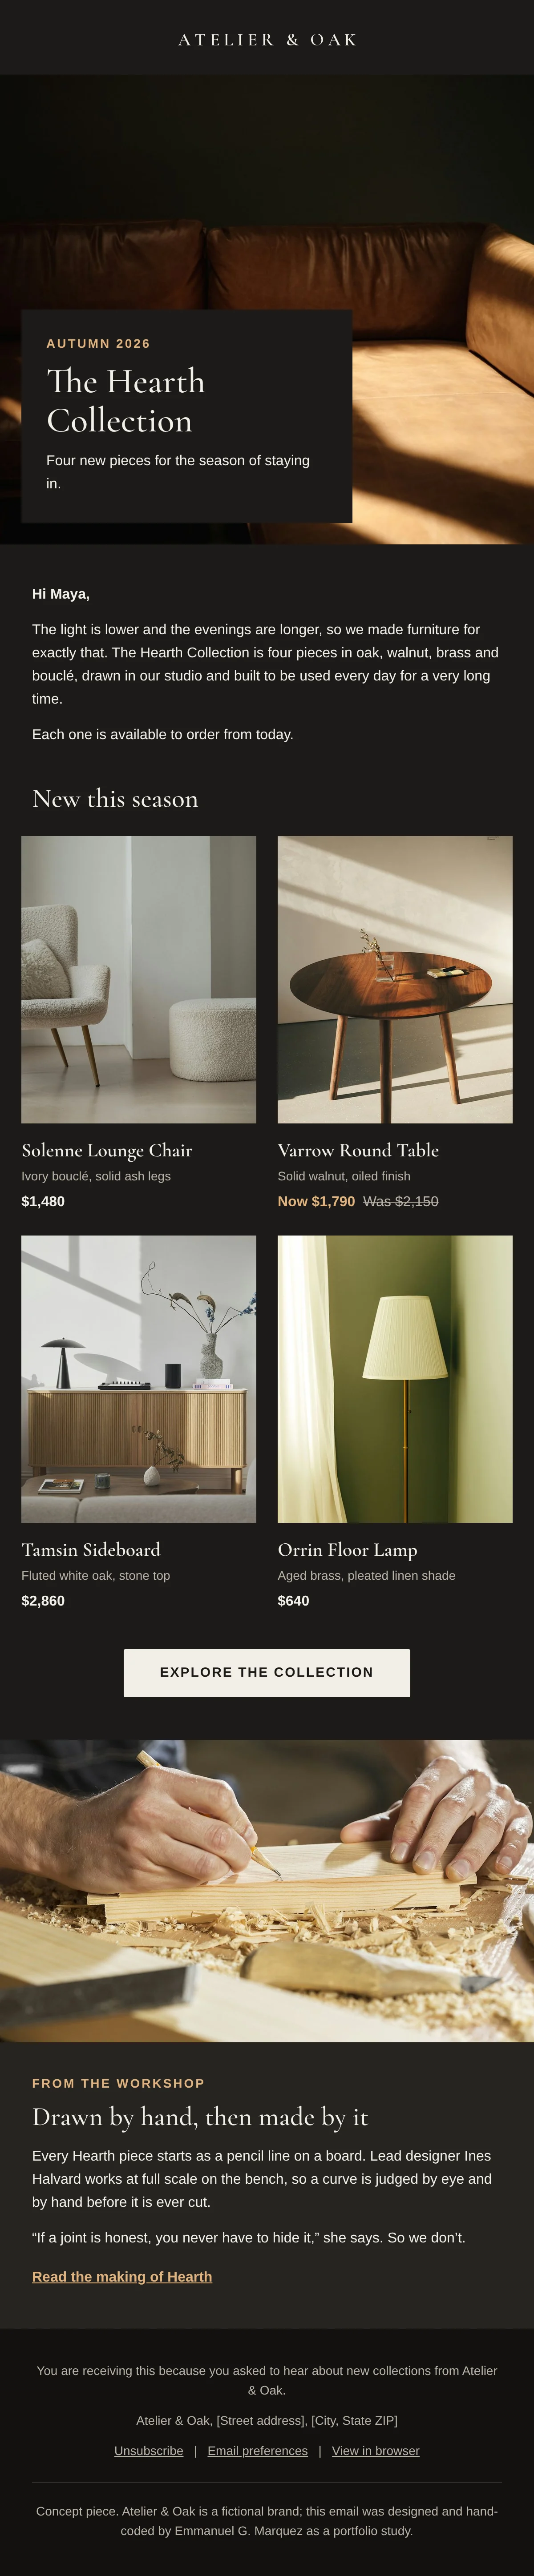 ATELIER & OAK
AUTUMN 2026
The Hearth
Collection
Four new pieces for the season of staying
in.
Hi Maya,
The light is lower and the evenings are longer, so we made furniture for
exactly that. The Hearth Collection is four pieces in oak, walnut, brass and
bouclé, drawn in our studio and built to be used every day for a very long
time.
Each one is available to order from today.
New this season
Solenne Lounge Chair
Ivory bouclé, solid ash legs
$1,480
Varrow Round Table
Solid walnut, oiled finish
Now $1,790 Was $2,150
Tamsin Sideboard
Fluted white oak, stone top
$2,860
Orrin Floor Lamp
Aged brass, pleated linen shade
$640
EXPLORE THE COLLECTION
FROM THE WORKSHOP
Drawn by hand, then made by it
Every Hearth piece starts as a pencil line on a board. Lead designer Ines
Halvard works at full scale on the bench, so a curve is judged by eye and
by hand before it is ever cut.
“If a joint is honest, you never have to hide it,” she says. So we don’t.
Read the making of Hearth
You are receiving this because you asked to hear about new collections from Atelier
& Oak.
Atelier & Oak, [Street address], [City, State ZIP]
Unsubscribe | Email preferences | View in browser
Concept piece. Atelier & Oak is a fictional brand; this email was designed and hand-
coded by Emmanuel G. Marquez as a portfolio study.